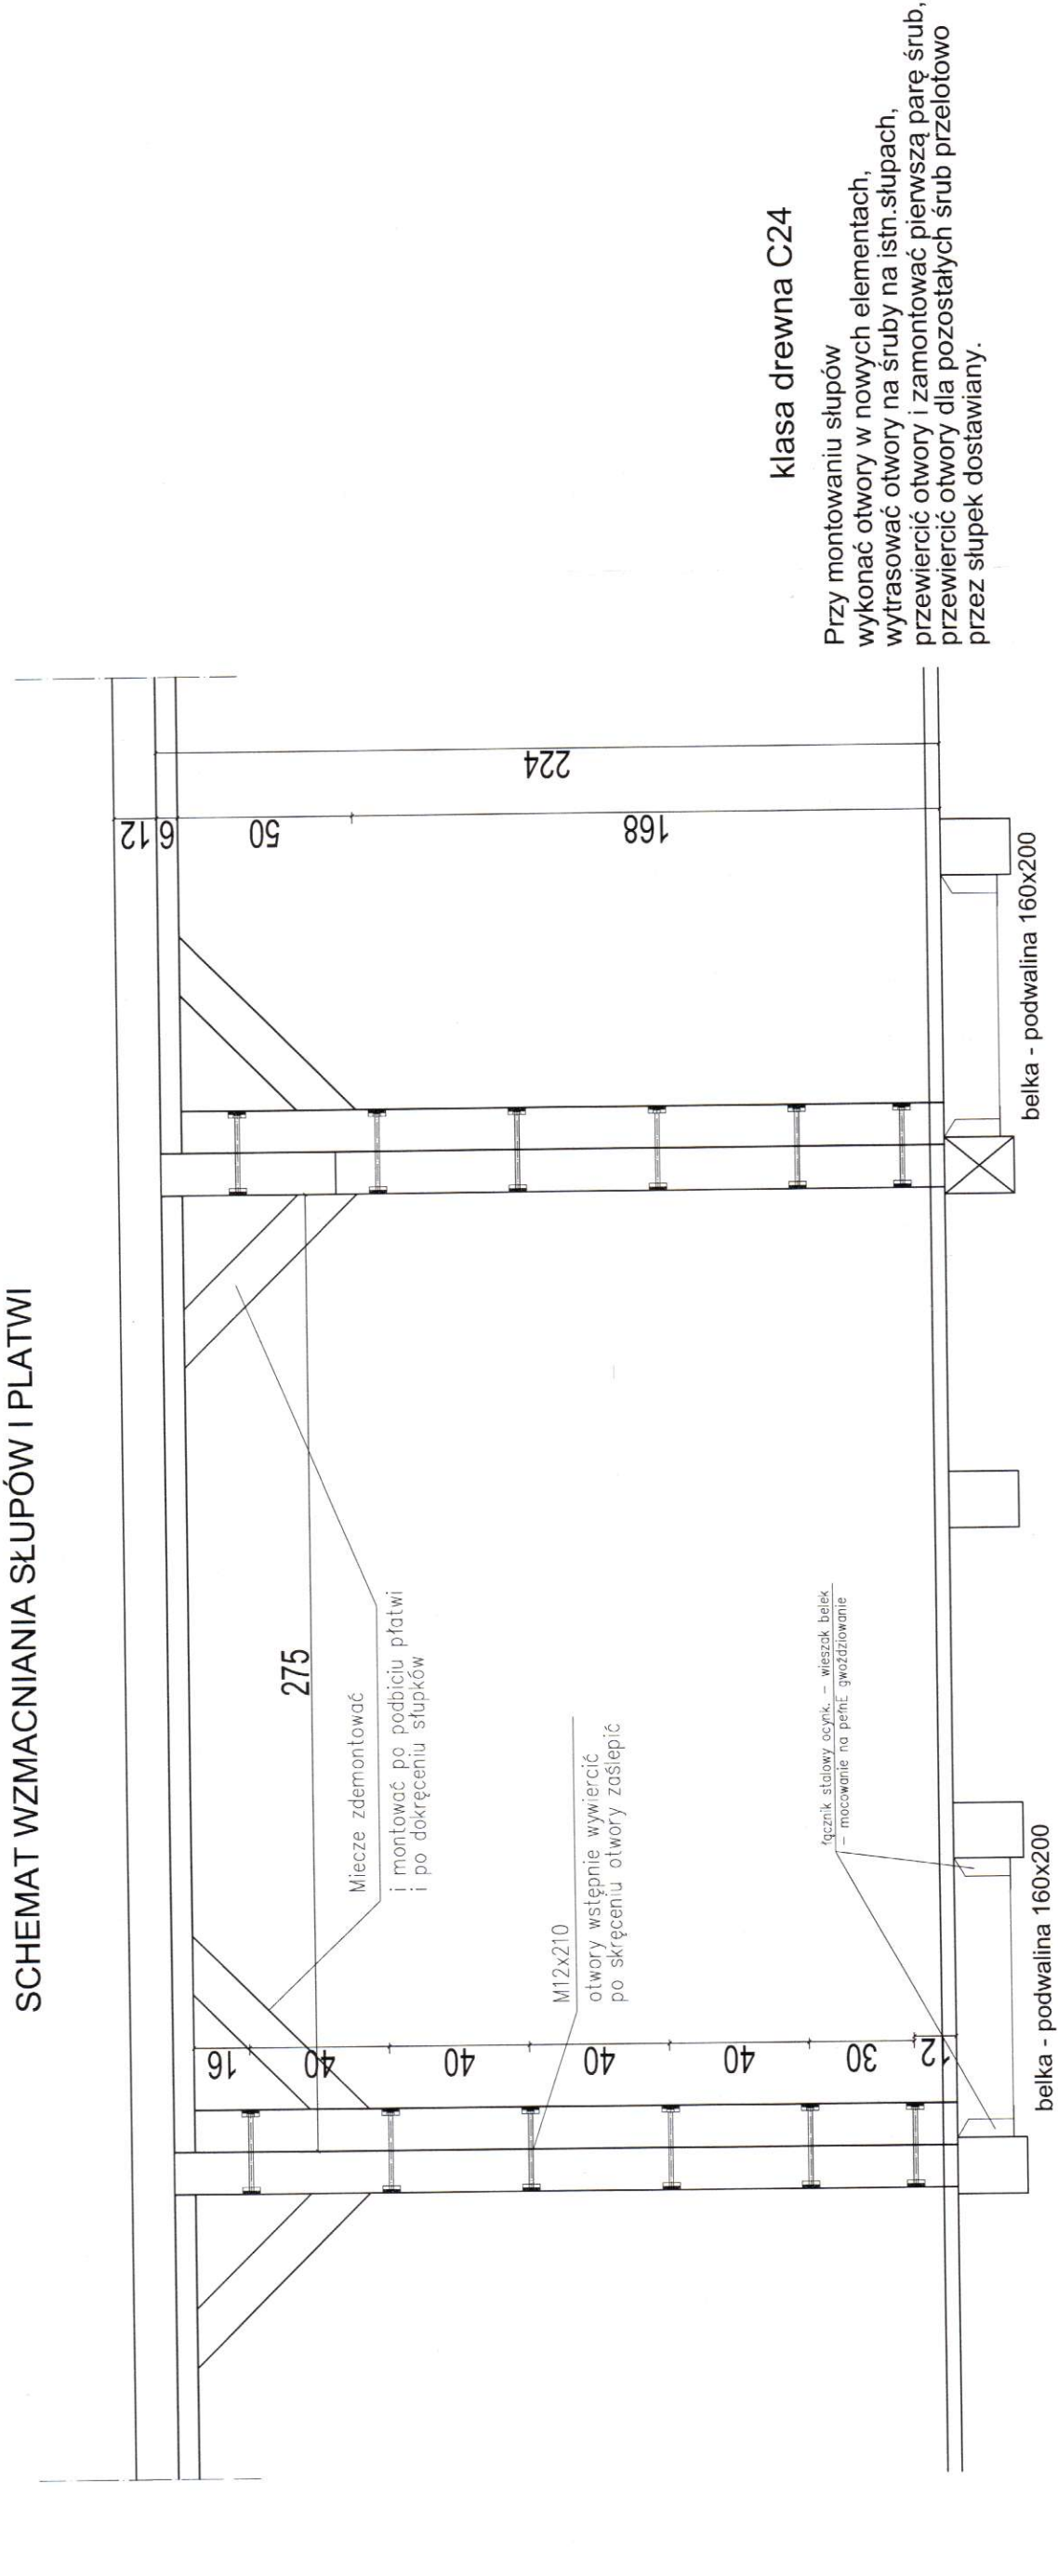 SCHEMAT WZMACNIANIA SŁUPÓW I PLATWI
12
6
50
168
224
275
Miecze zdemontować
i montować po podbiciu płatwi
i po dokręceniu słupków
16
40
40
40
40
30
12
M12x210
otwory wstępnie wywiercić
po skręceniu otwory zaślepić
łącznik stalowy ocynk. – wieszak belek
– mocowanie na pełnE gwoździowanie
belka - podwalina 160x200
belka - podwalina 160x200
klasa drewna C24
Przy montowaniu słupów
wykonać otwory w nowych elementach,
wytrasować otwory na śruby na istn.słupach,
przewiercić otwory i zamontować pierwszą parę śrub,
przewiercić otwory dla pozostałych śrub przelotowo
przez słupek dostawiany.